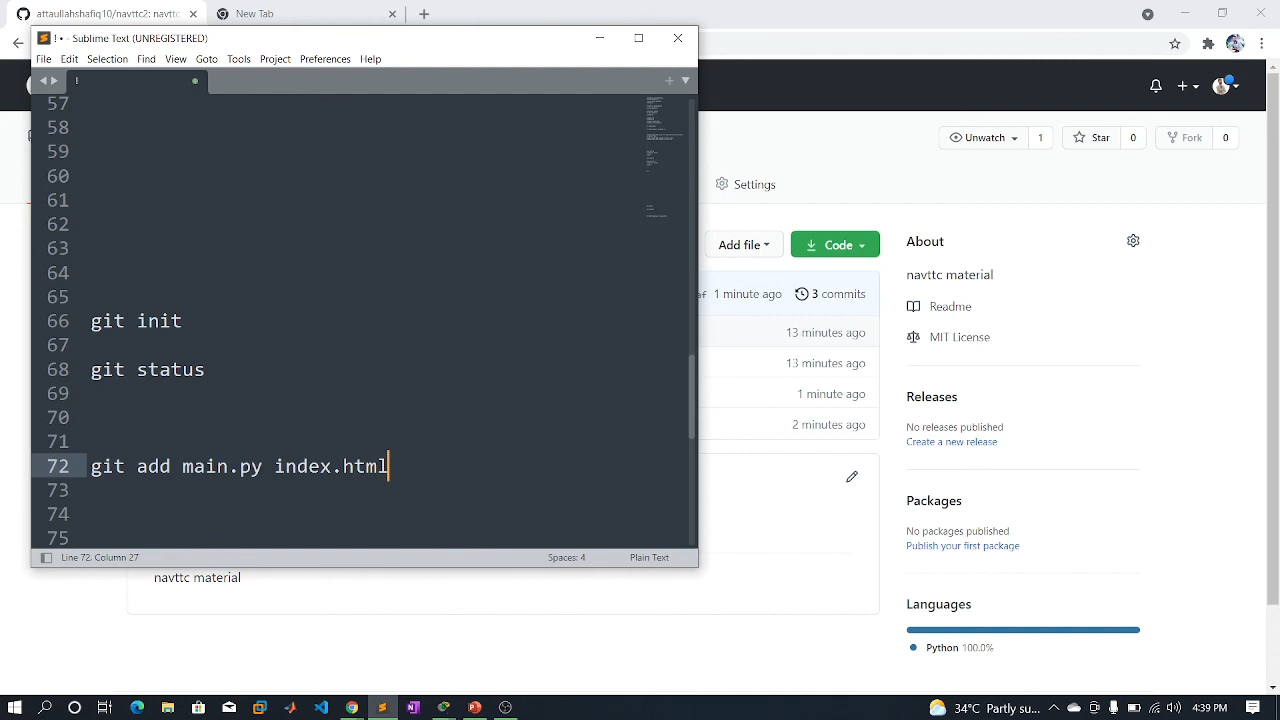 attaullahshafiq10/navttc2: navttc
New Tab
! • - Sublime Text (UNREGISTERED)
File Edit Selection Find View Goto Tools Project Preferences Help
!
57
58
59
60
61
62
63
64
65
66 git init
67
68 git status
69
70
71
72 git add main.py index.html
73
74
75
Line 72, Column 27
Spaces: 4
Plain Text
Unwatch 1
Star 0
Fork 0
Settings
Add file
Code
1 minute ago
3 commits
13 minutes ago
13 minutes ago
1 minute ago
2 minutes ago
navttc material
About
navttc material
Readme
MIT License
Releases
No releases published
Create a new release
Packages
No packages published
Publish your first package
Languages
Python 100.0%
34°C Partly su...
4:39 PM